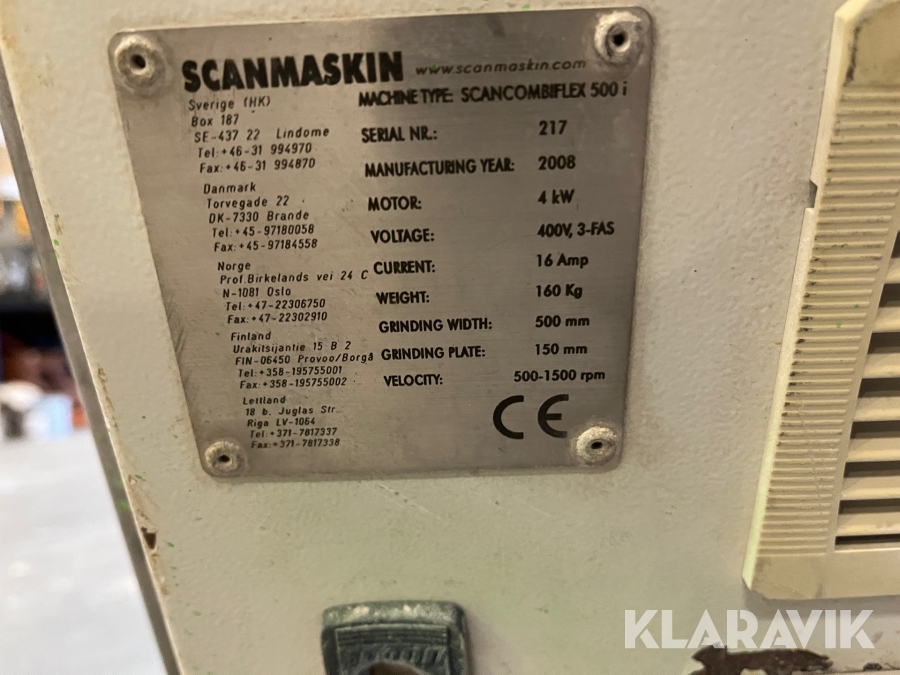 SCANMASKIN www.scanmaskin.com
Sverige (HK)
Box 187
SE-437 22 Lindome
Tel:+46-31 994970
Fax:+46-31 994870
Danmark
Torvegade 22
DK-7330 Brande
Tel:+45-97180058
Fax:+45-97184558
Norge
Prof.Birkelands vei 24 C
N-1081 Oslo
Tel:+47-22306750
Fax:+47-22302910
Finland
Urakitsijantie 15 B 2
FIN-06450 Provoo/Borgå
Tel:+358-195755001
Fax:+358-195755002
Lettland
18 b. Juglas Str
Riga LV-1064
Tel:+371-7817337
Fax:+371-7817338
MACHINE TYPE: SCANCOMBIFLEX 500 i
SERIAL NR.: 217
MANUFACTURING YEAR: 2008
MOTOR: 4 kW
VOLTAGE: 400V, 3-FAS
CURRENT: 16 Amp
WEIGHT: 160 Kg
GRINDING WIDTH: 500 mm
GRINDING PLATE: 150 mm
VELOCITY: 500-1500 rpm
CE
KLARAVIK